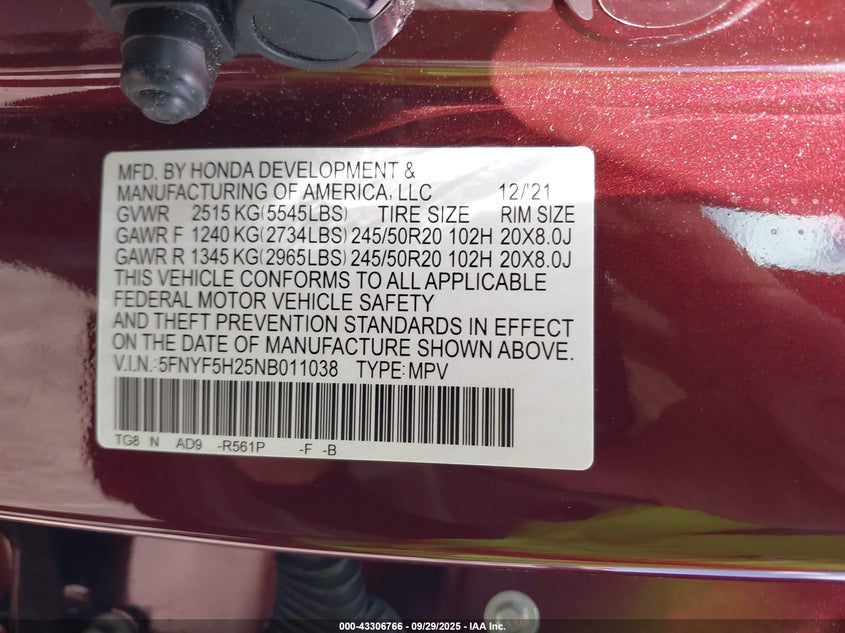 MFD. BY HONDA DEVELOPMENT &
MANUFACTURING OF AMERICA, LLC 12/'21
GVWR 2515 KG(5545LBS) TIRE SIZE RIM SIZE
GAWR F 1240 KG(2734LBS) 245/50R20 102H 20X8.0J
GAWR R 1345 KG(2965LBS) 245/50R20 102H 20X8.0J
THIS VEHICLE CONFORMS TO ALL APPLICABLE
FEDERAL MOTOR VEHICLE SAFETY
AND THEFT PREVENTION STANDARDS IN EFFECT
ON THE DATE OF MANUFACTURE SHOWN ABOVE.
V.I.N.: 5FNYF5H25NB011038 TYPE: MPV
TG8 N AD9 -R561P -F -B
000-43306766 - 09/29/2025 - IAA Inc.